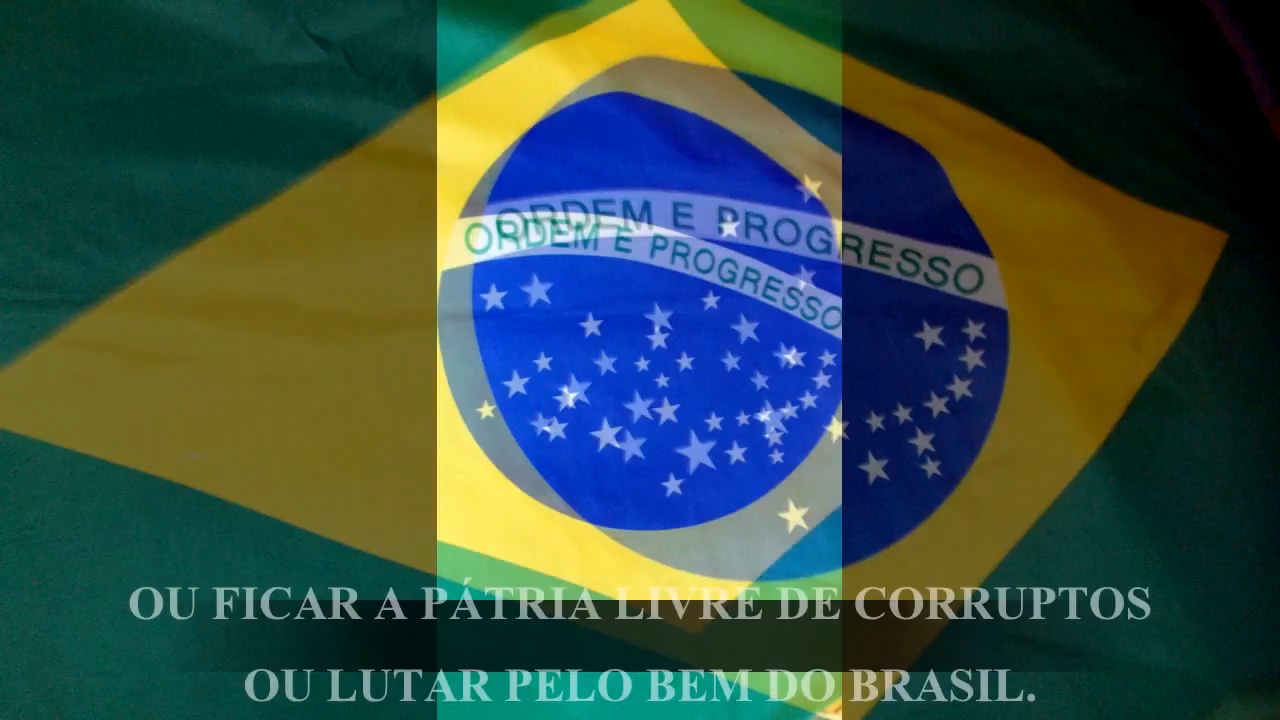 ORDEM E PROGRESSO
ORDEM E PROGRESSO
OU FICAR A PÁTRIA LIVRE DE CORRUPTOS
OU LUTAR PELO BEM DO BRASIL.